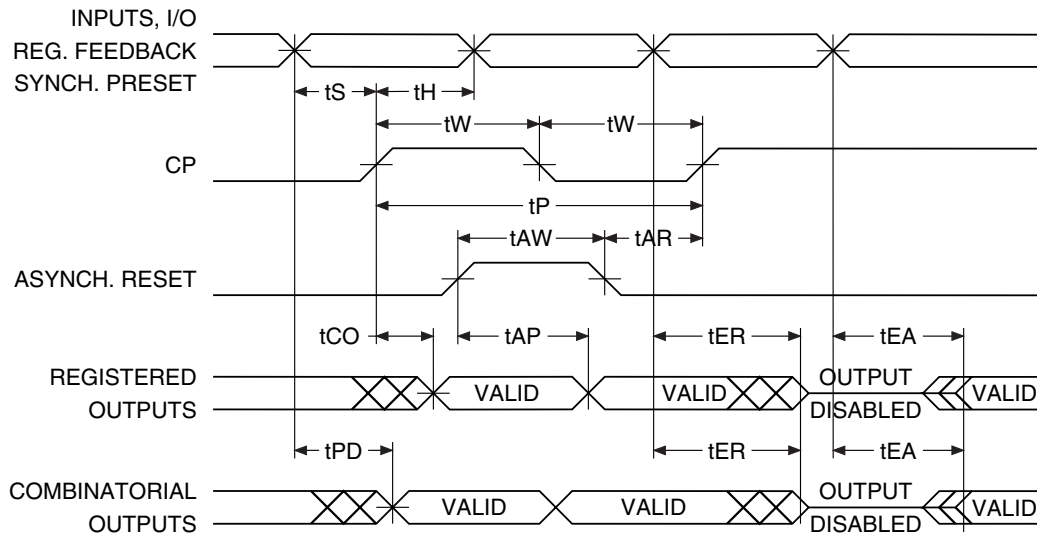 INPUTS, I/O
REG. FEEDBACK
SYNCH. PRESET
tS tH
tW tW
CP
tP
tAW tAR
ASYNCH. RESET
tCO tAP tER tEA
REGISTERED
OUTPUTS
VALID VALID OUTPUT
DISABLED VALID
tPD tER tEA
COMBINATORIAL
OUTPUTS
VALID VALID OUTPUT
DISABLED VALID